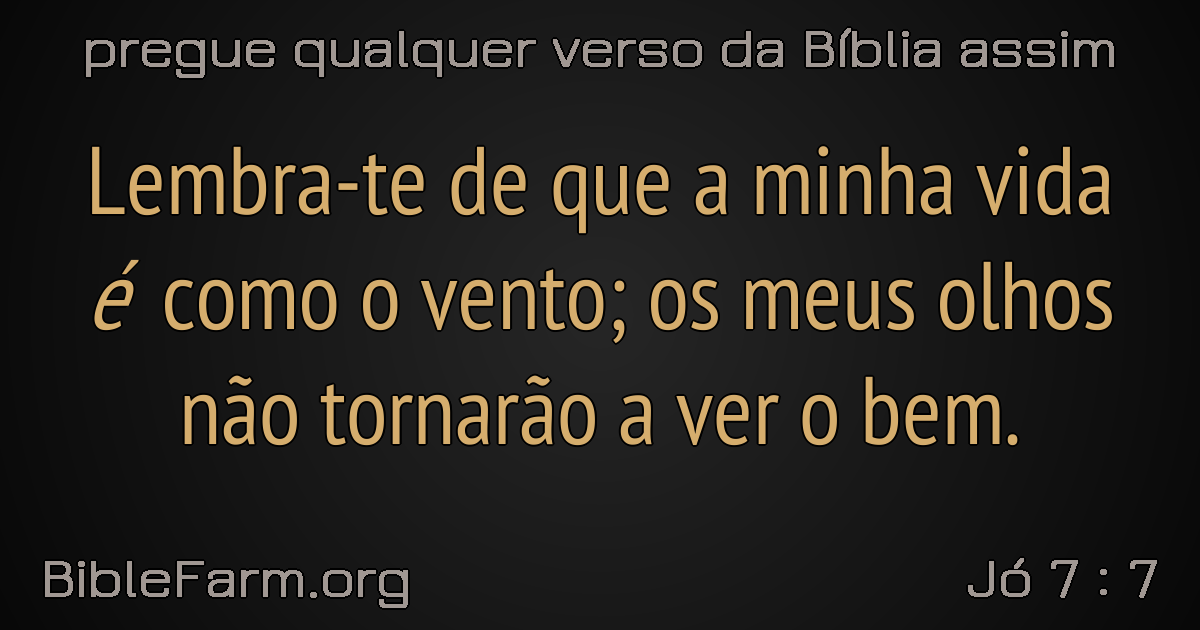 pregue qualquer verso da Bíblia assim
Lembra-te de que a minha vida
é como o vento; os meus olhos
não tornarão a ver o bem.
BibleFarm.org
Jó 7 : 7